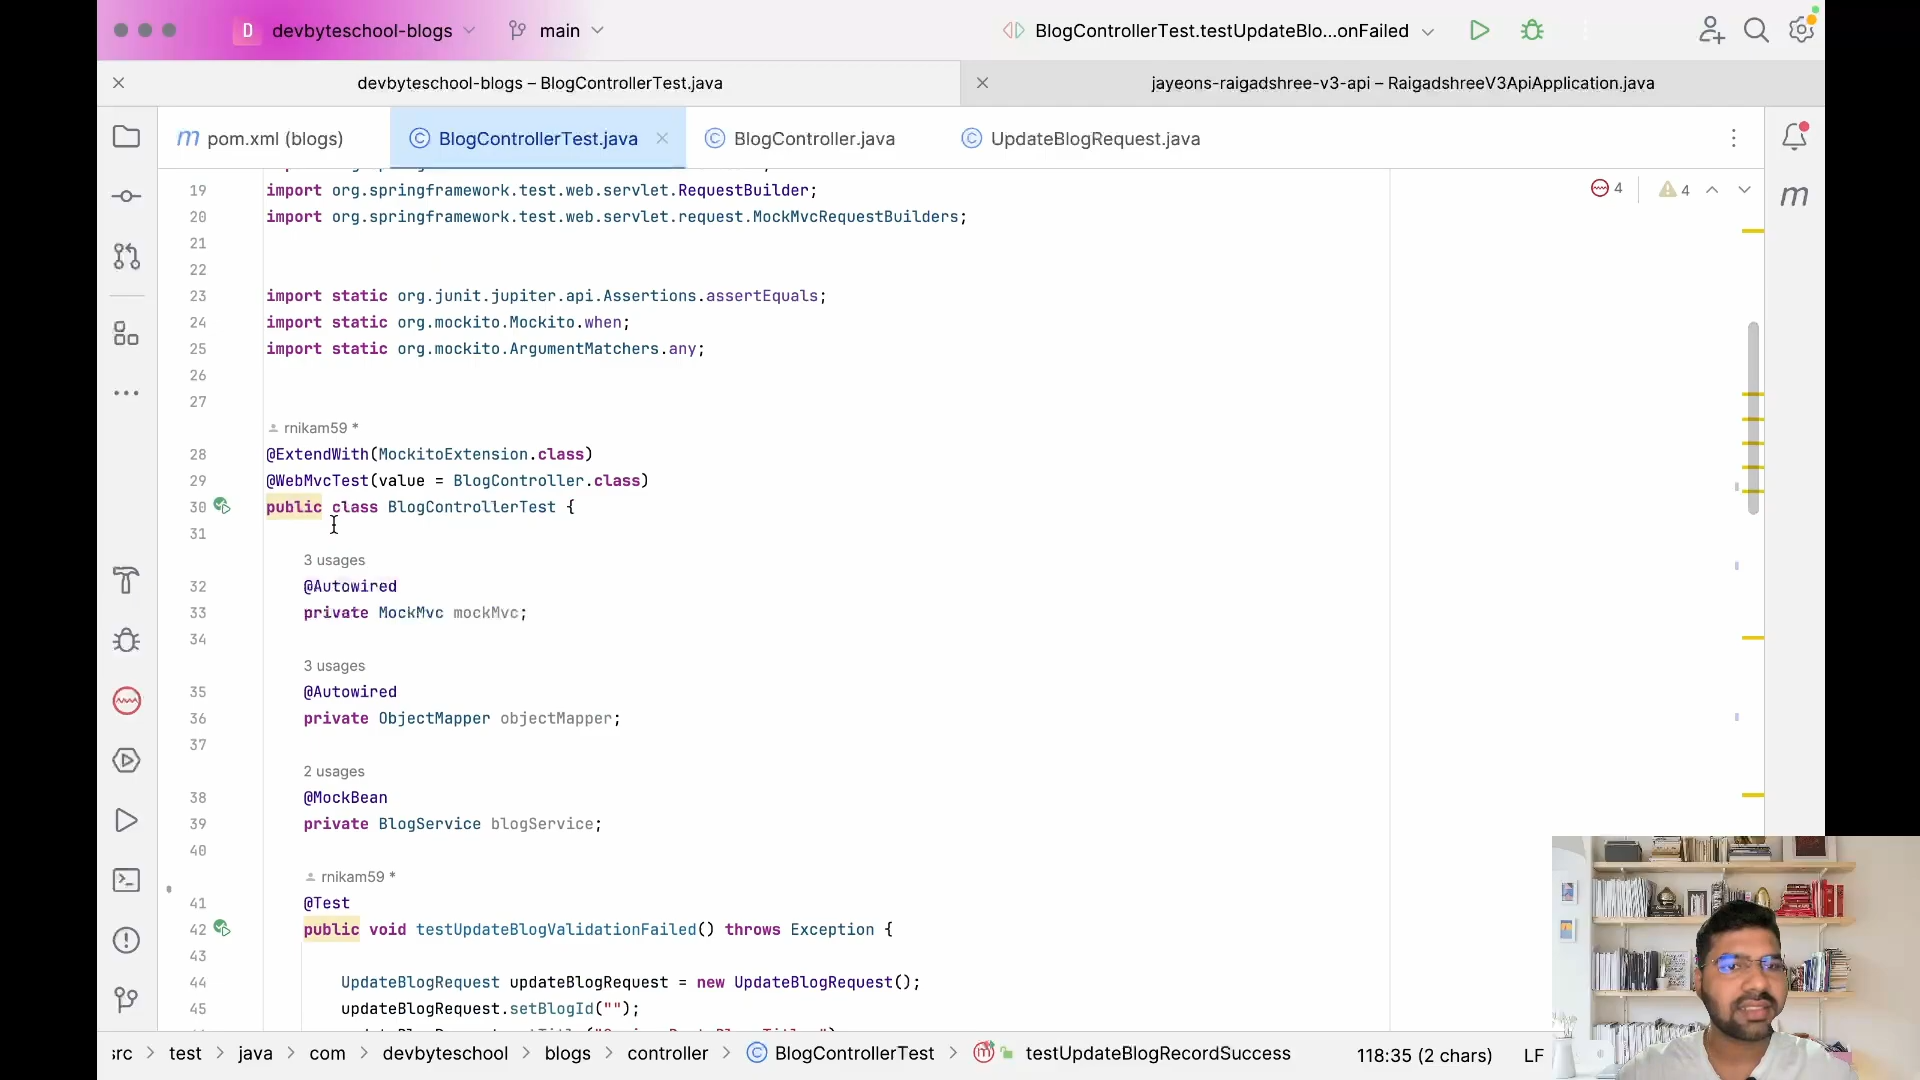 D devbyteschool-blogs main BlogControllerTest.testUpdateBlo...onFailed
devbyteschool-blogs – BlogControllerTest.java
jayeons-raigadshree-v3-api – RaigadshreeV3ApiApplication.java
m pom.xml (blogs)
C BlogControllerTest.java
C BlogController.java
C UpdateBlogRequest.java
4 4
m
19 import org.springframework.test.web.servlet.RequestBuilder;
20 import org.springframework.test.web.servlet.request.MockMvcRequestBuilders;
21
22
23 import static org.junit.jupiter.api.Assertions.assertEquals;
24 import static org.mockito.Mockito.when;
25 import static org.mockito.ArgumentMatchers.any;
26
27
rnikam59 *
28 @ExtendWith(MockitoExtension.class)
29 @WebMvcTest(value = BlogController.class)
30 public class BlogControllerTest {
31
3 usages
32 @Autowired
33 private MockMvc mockMvc;
34
3 usages
35 @Autowired
36 private ObjectMapper objectMapper;
37
2 usages
38 @MockBean
39 private BlogService blogService;
40
rnikam59 *
41 @Test
42 public void testUpdateBlogValidationFailed() throws Exception {
43
44 UpdateBlogRequest updateBlogRequest = new UpdateBlogRequest();
45 updateBlogRequest.setBlogId("");
src > test > java > com > devbyteschool > blogs > controller > C BlogControllerTest > m testUpdateBlogRecordSuccess 118:35 (2 chars) LF